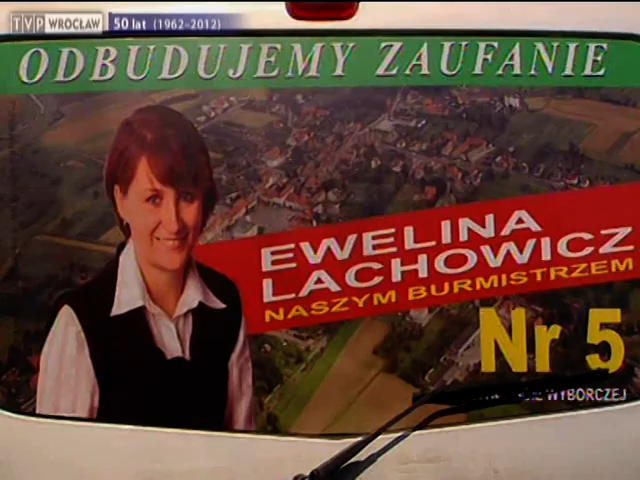 TVP WROCŁAW 50 lat (1962-2012)
ODBUDUJEMY ZAUFANIE
EWELINA
LACHOWICZ
NASZYM BURMISTRZEM
Nr 5
WYBORCZEJ